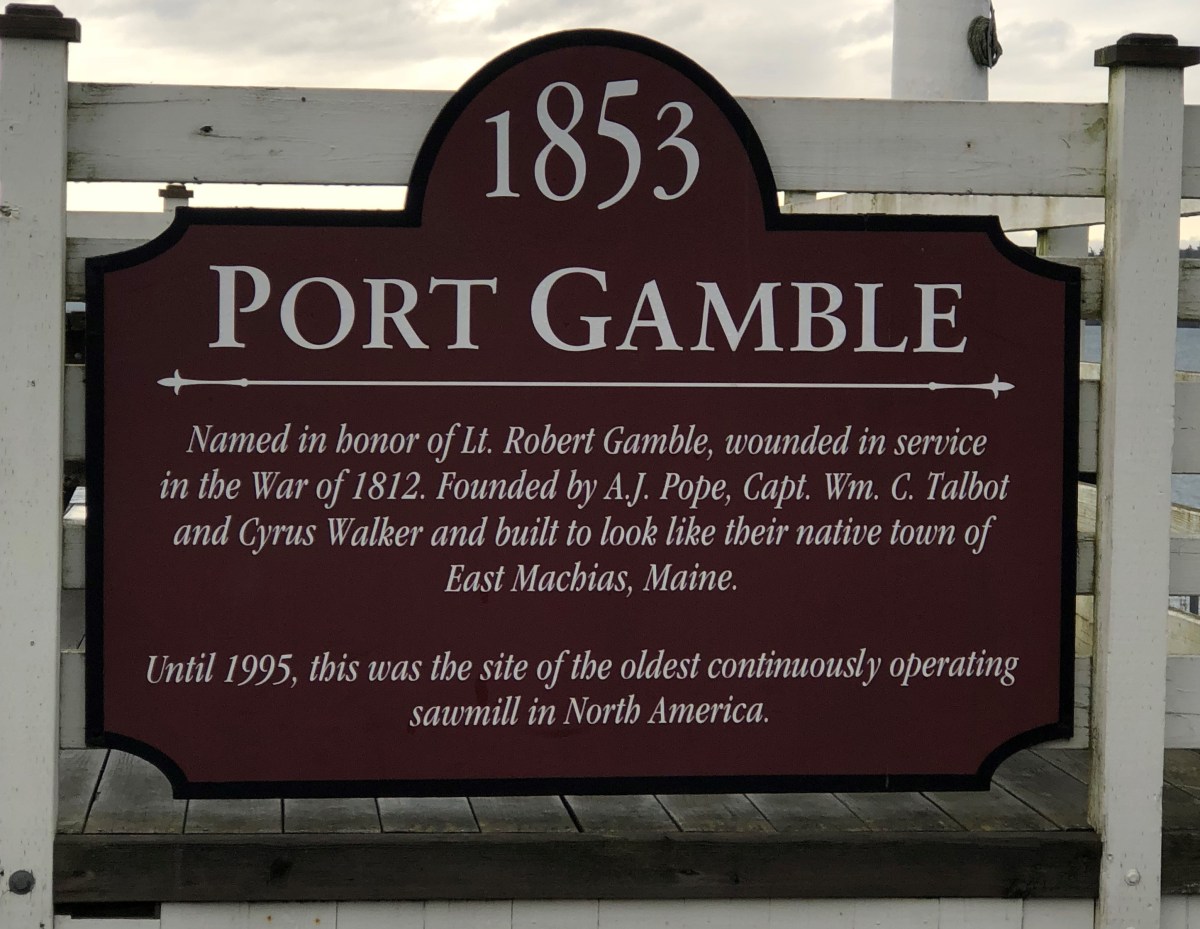 1853
PORT GAMBLE
Named in honor of Lt. Robert Gamble, wounded in service
in the War of 1812. Founded by A.J. Pope, Capt. Wm. C. Talbot
and Cyrus Walker and built to look like their native town of
East Machias, Maine.
Until 1995, this was the site of the oldest continuously operating
sawmill in North America.